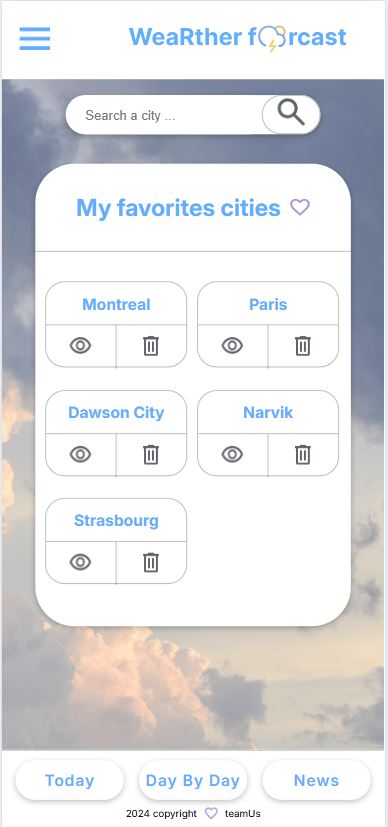 WeaRther f rcast
Search a city ...
My favorites cities
Montreal
Paris
Dawson City
Narvik
Strasbourg
Today
Day By Day
News
2024 copyright teamUs